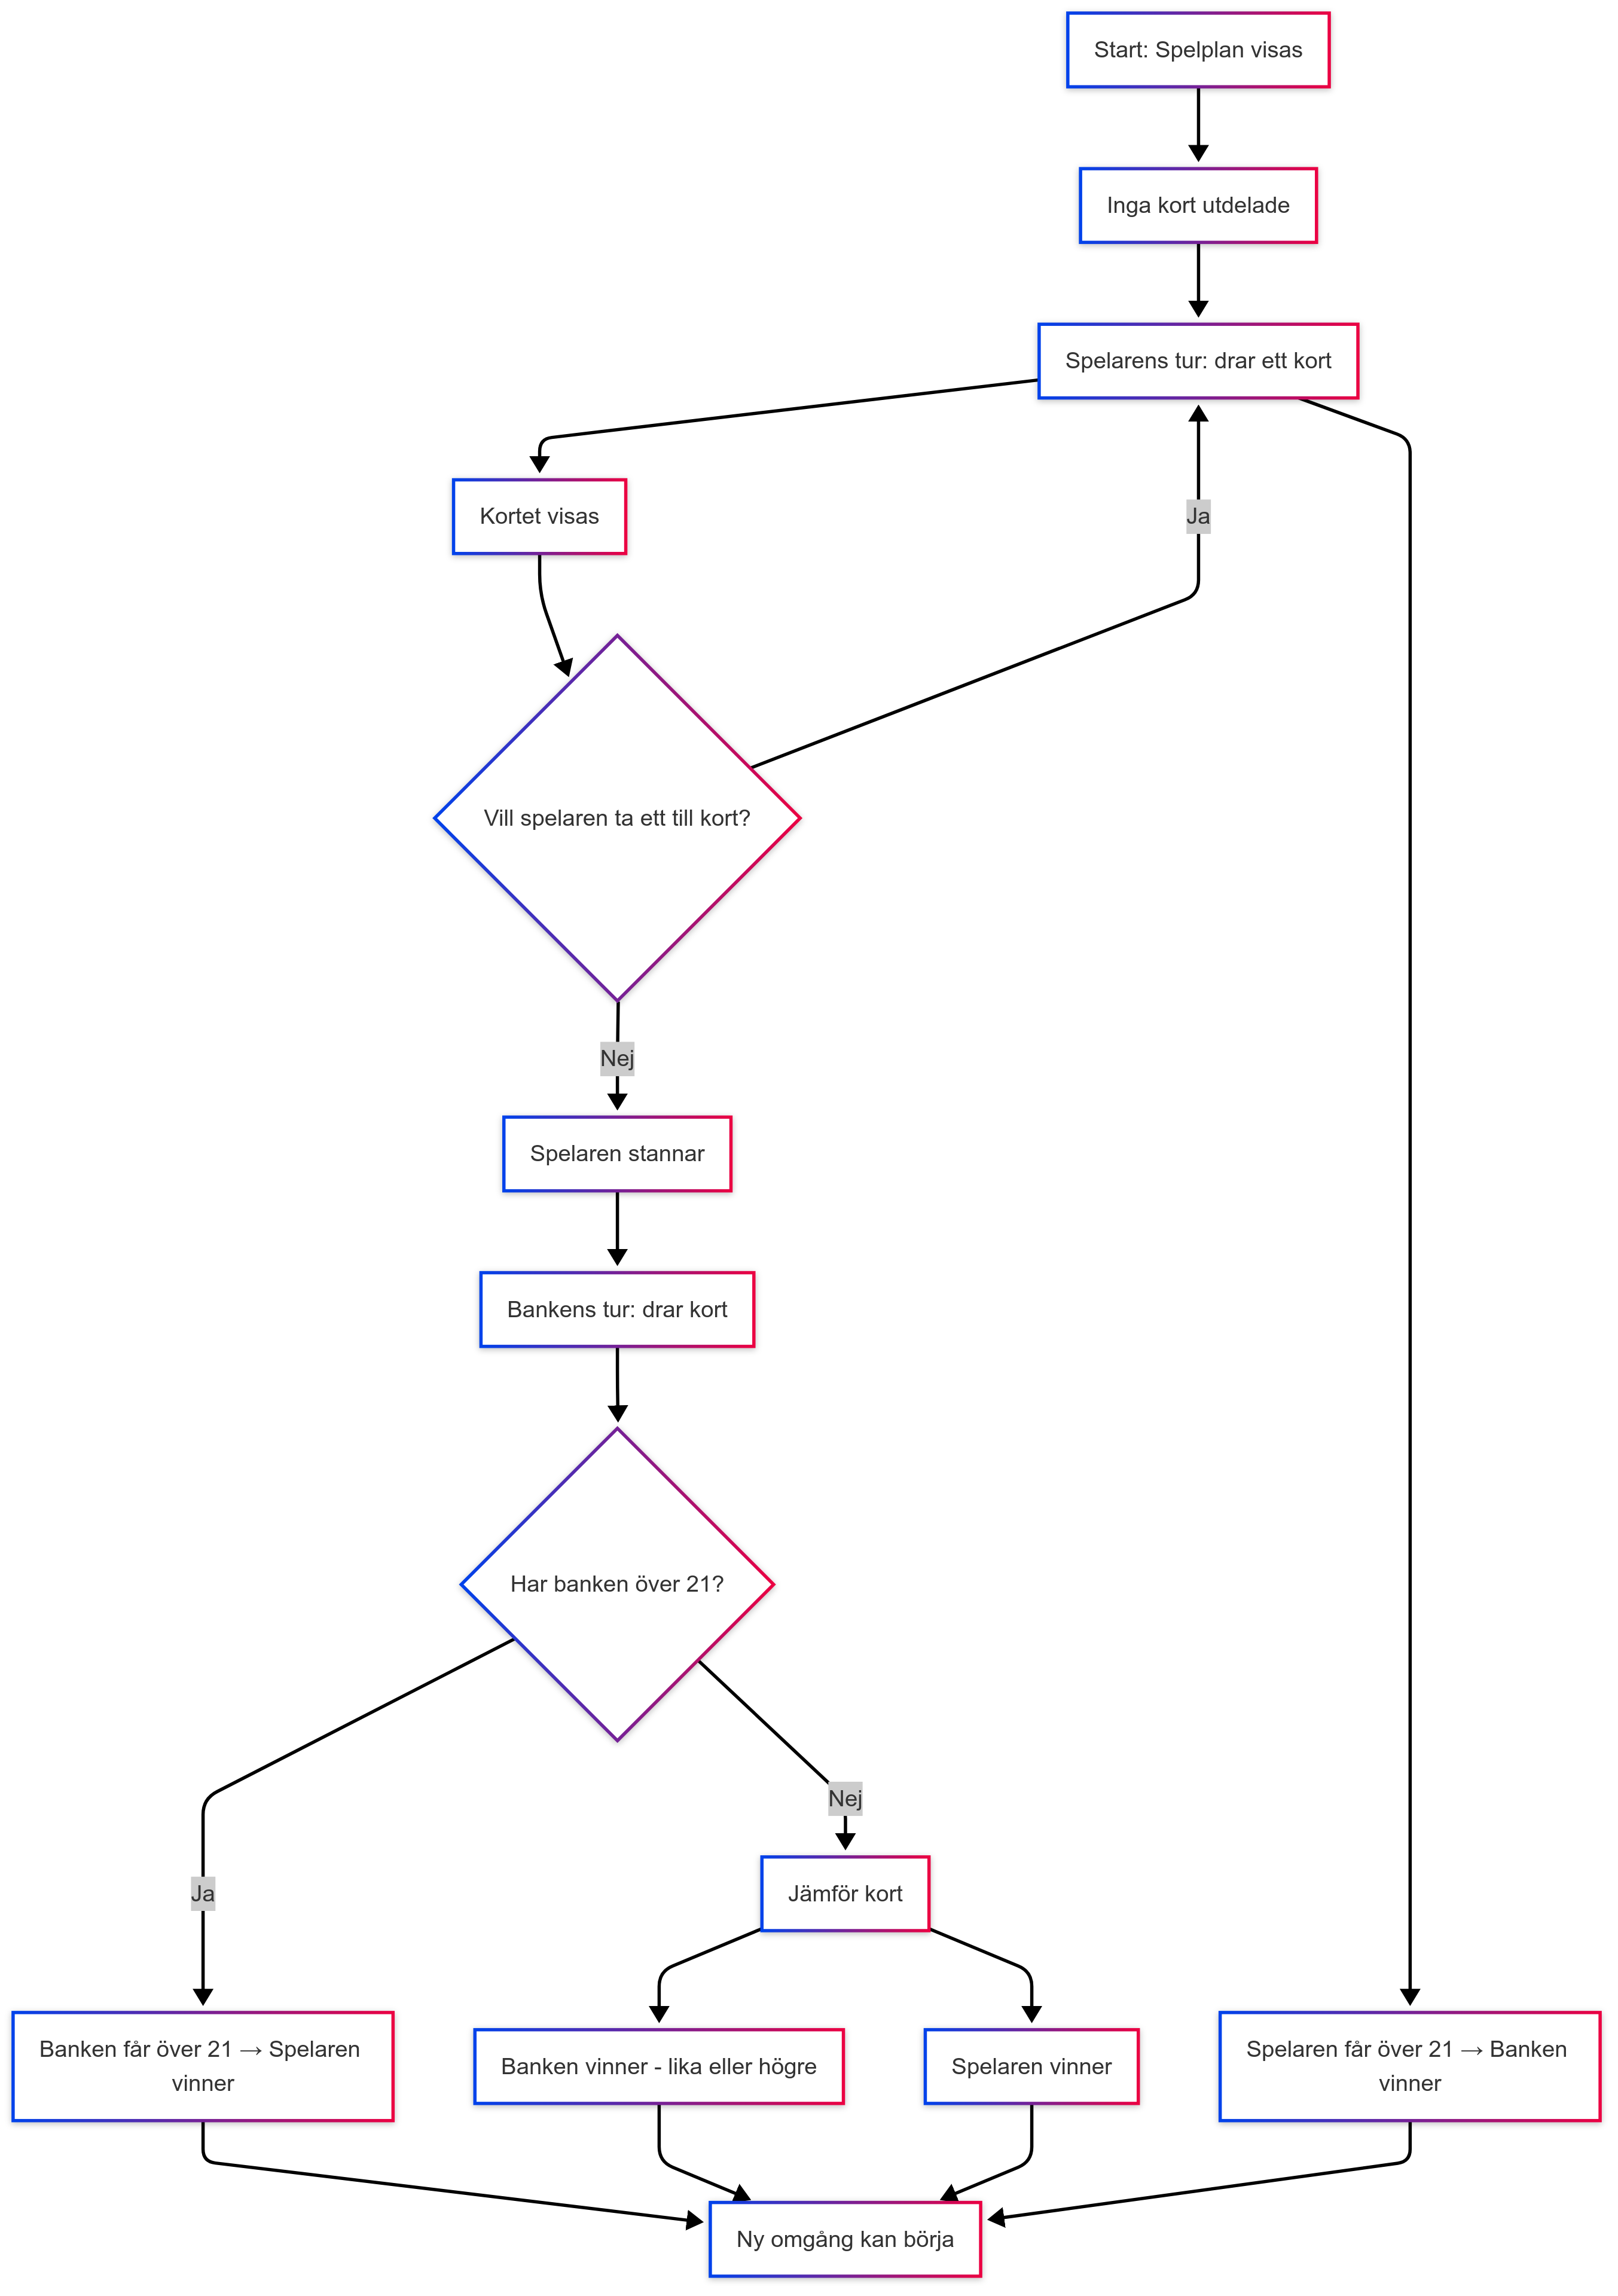 Start: Spelplan visas
Inga kort utdelade
Spelarens tur: drar ett kort
Kortet visas
Ja
Vill spelaren ta ett till kort?
Nej
Spelaren stannar
Bankens tur: drar kort
Har banken över 21?
Nej
Ja
Jämför kort
Banken får över 21 → Spelaren
vinner
Banken vinner - lika eller högre
Spelaren vinner
Spelaren får över 21 → Banken
vinner
Ny omgång kan börja